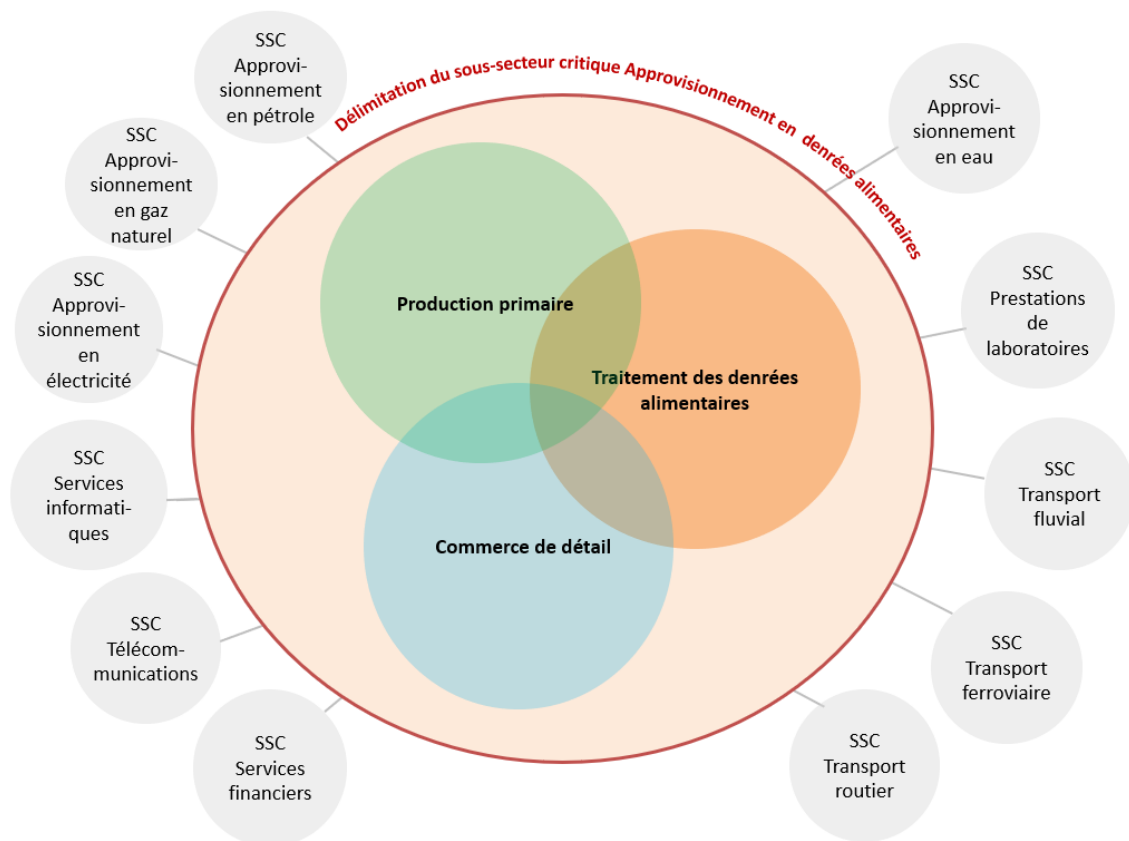 SSC
Approvi-
sionnement
en pétrole
Délimitation du sous-secteur critique Approvisionnement en denrées alimentaires
SSC
Approvi-
sionnement
en eau
SSC
Approvi-
sionnement
en gaz
naturel
SSC
Approvi-
sionnement
en
électricité
SSC
Prestations
de
laboratoires
Production primaire
Traitement des denrées
alimentaires
SSC
Services
informati-
ques
SSC
Transport
fluvial
Commerce de détail
SSC
Télécom-
munications
SSC
Transport
ferroviaire
SSC
Services
financiers
SSC
Transport
routier